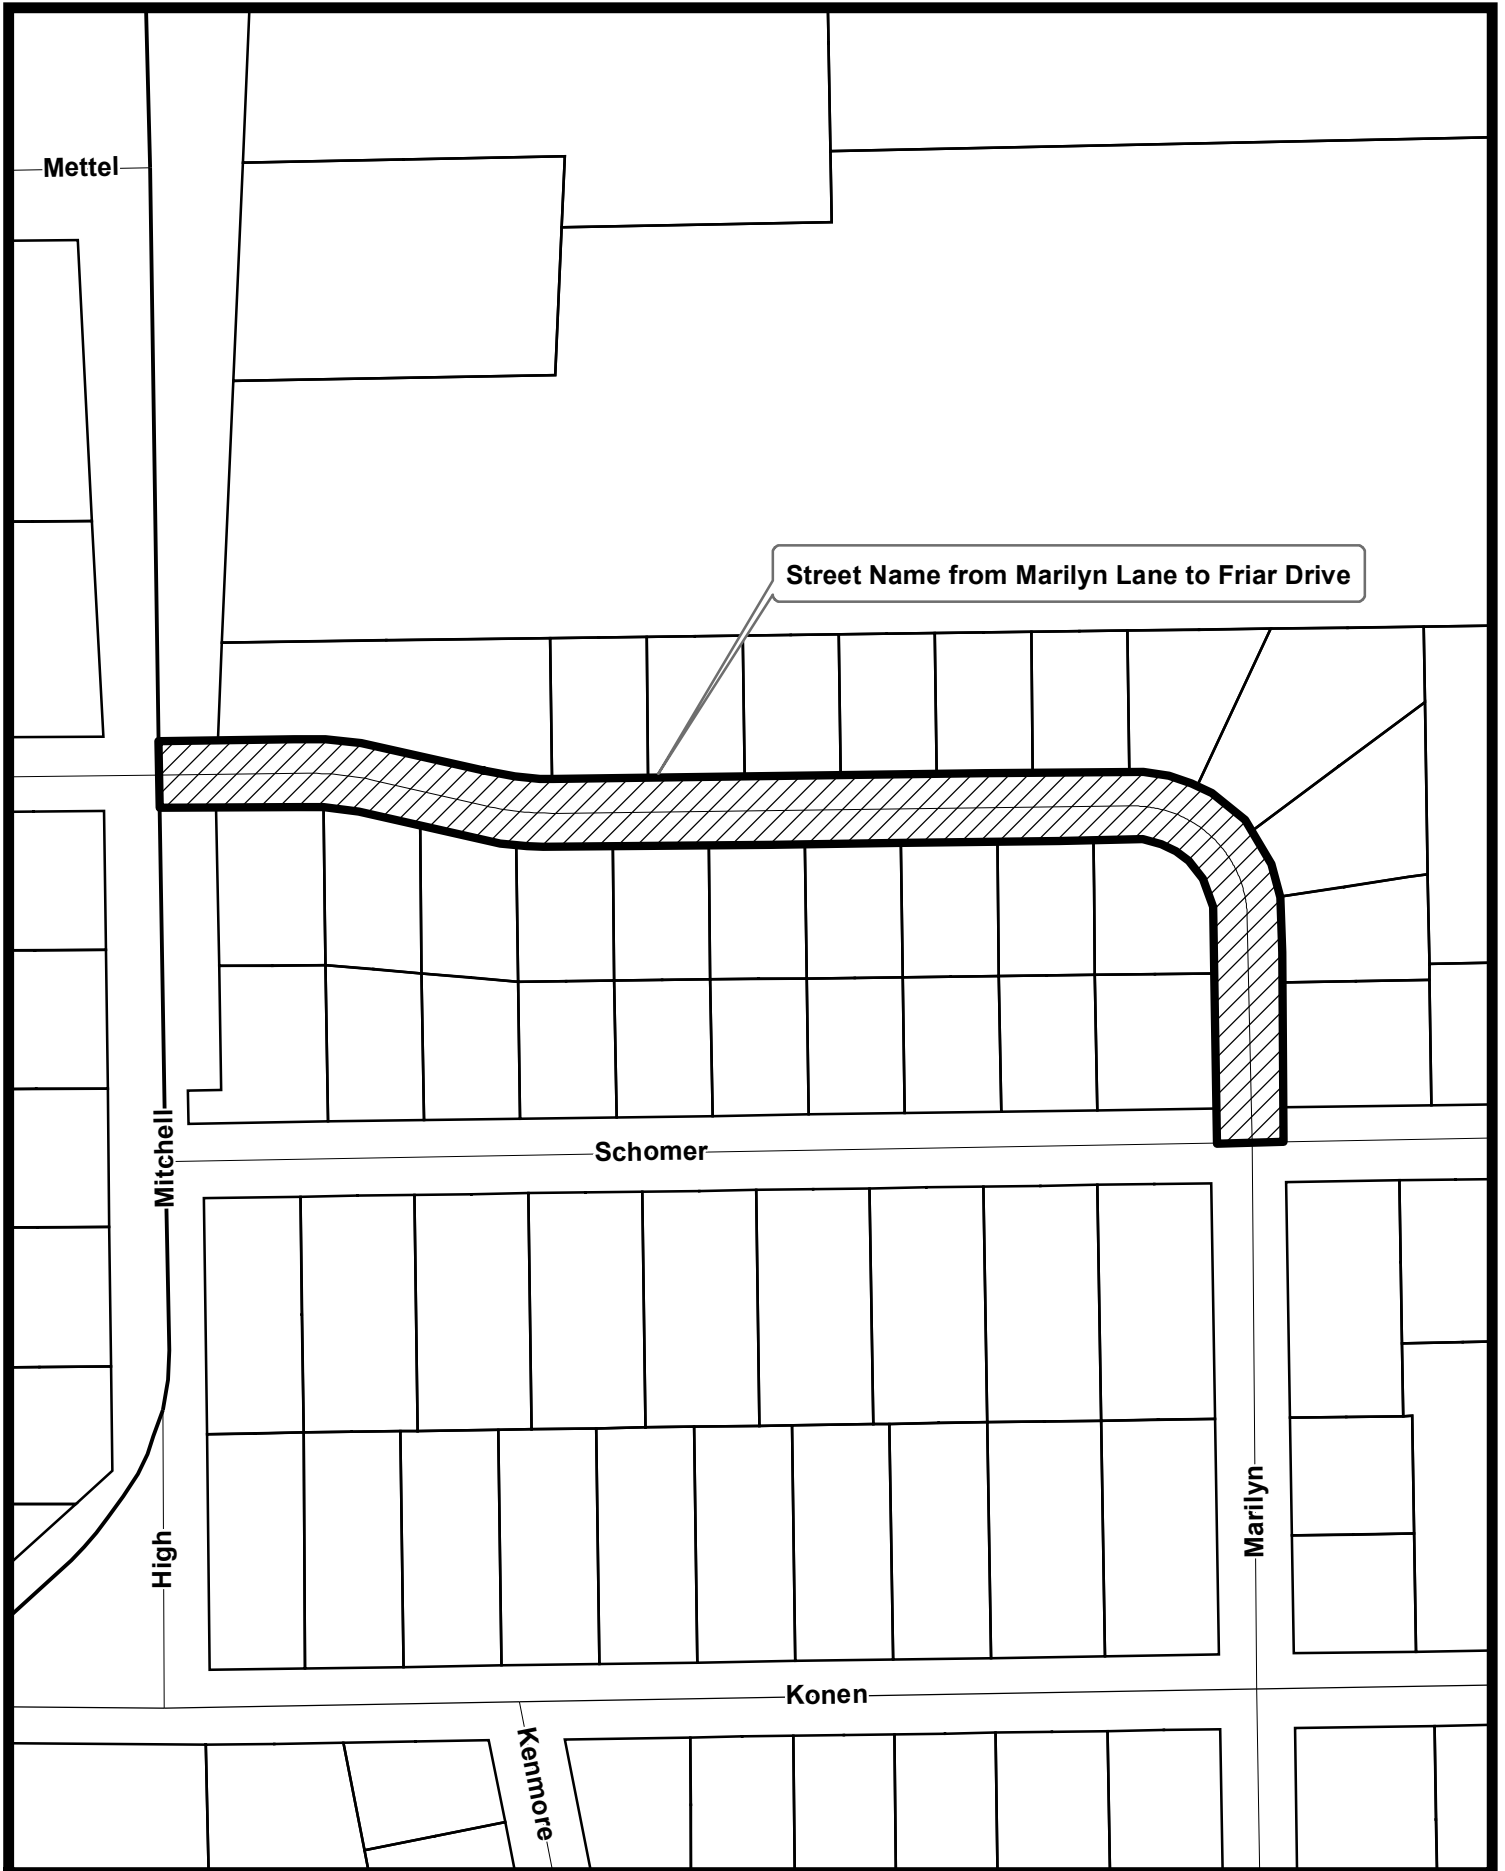 Mettel
Street Name from Marilyn Lane to Friar Drive
Mitchell
Schomer
High
Marilyn
Konen
Kenmore